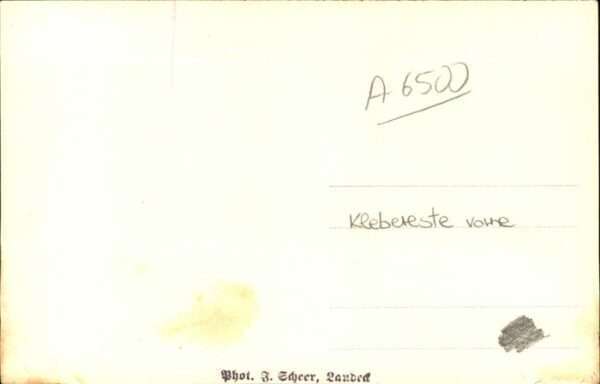 A 6500
Klebereste vorne
Phot. F. Scheer, Landeck